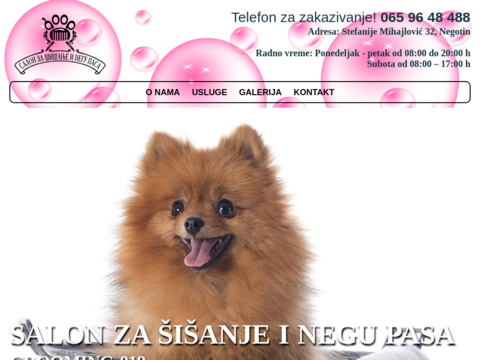 Telefon za zakazivanje! 065 96 48 488
Adresa: Stefanije Mihajlović 32, Negotin
САЛОН ЗА ШИШАЊЕ И НЕГУ ПАСА
Radno vreme: Ponedeljak - petak od 08:00 do 20:00 h
Subota od 08:00 – 17:00 h
O NAMA USLUGE GALERIJA KONTAKT
SALON ZA ŠIŠANJE I NEGU PASA
GROOMING 019